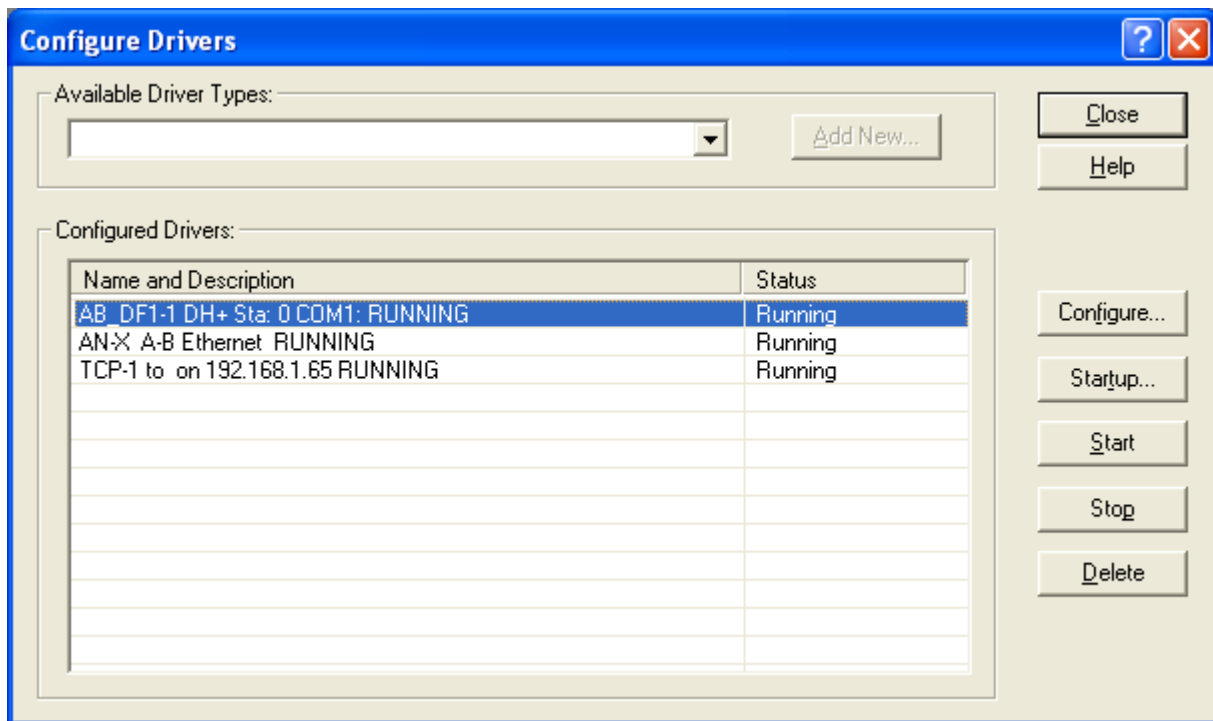 Configure Drivers
Available Driver Types:
Add New...
Close
Help
Configured Drivers:
Name and Description Status
AB_DF1-1 DH+ Sta: 0 COM1: RUNNING Running
AN-X A-B Ethernet RUNNING Running
TCP-1 to on 192.168.1.65 RUNNING Running
Configure...
Startup...
Start
Stop
Delete